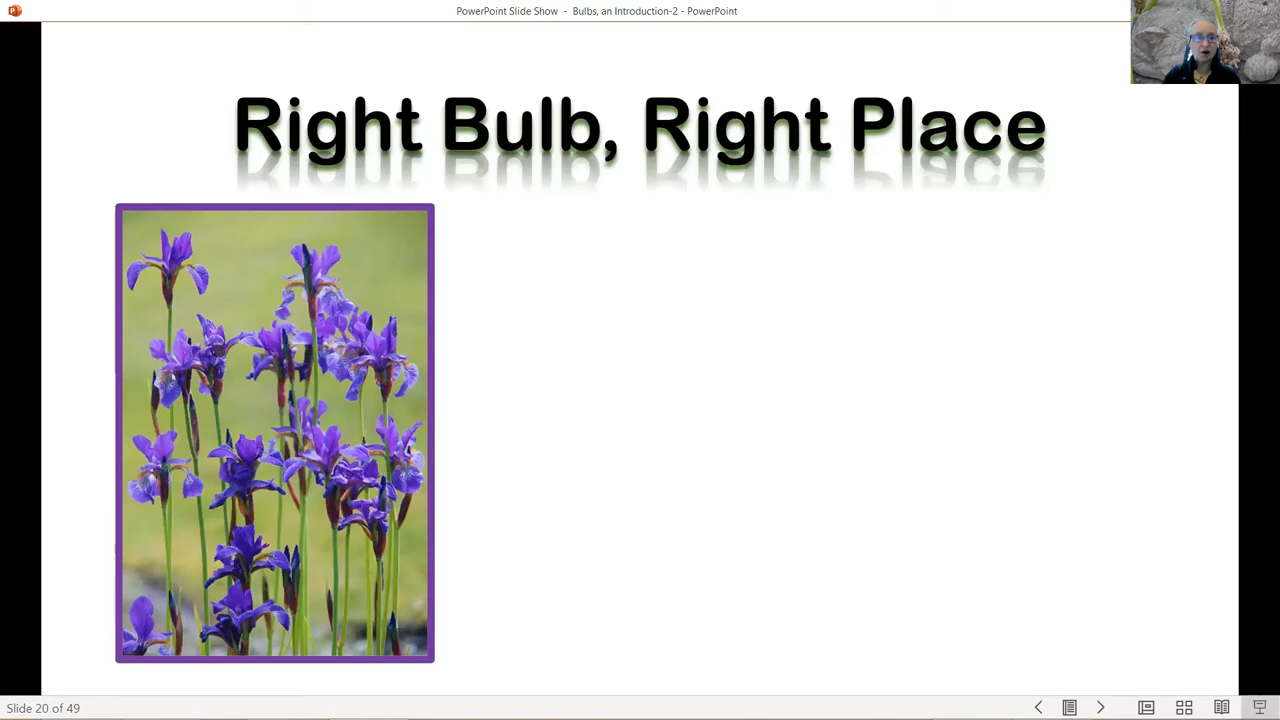 PowerPoint Slide Show - Bulbs, an Introduction-2 - PowerPoint
Right Bulb, Right Place
Slide 20 of 49